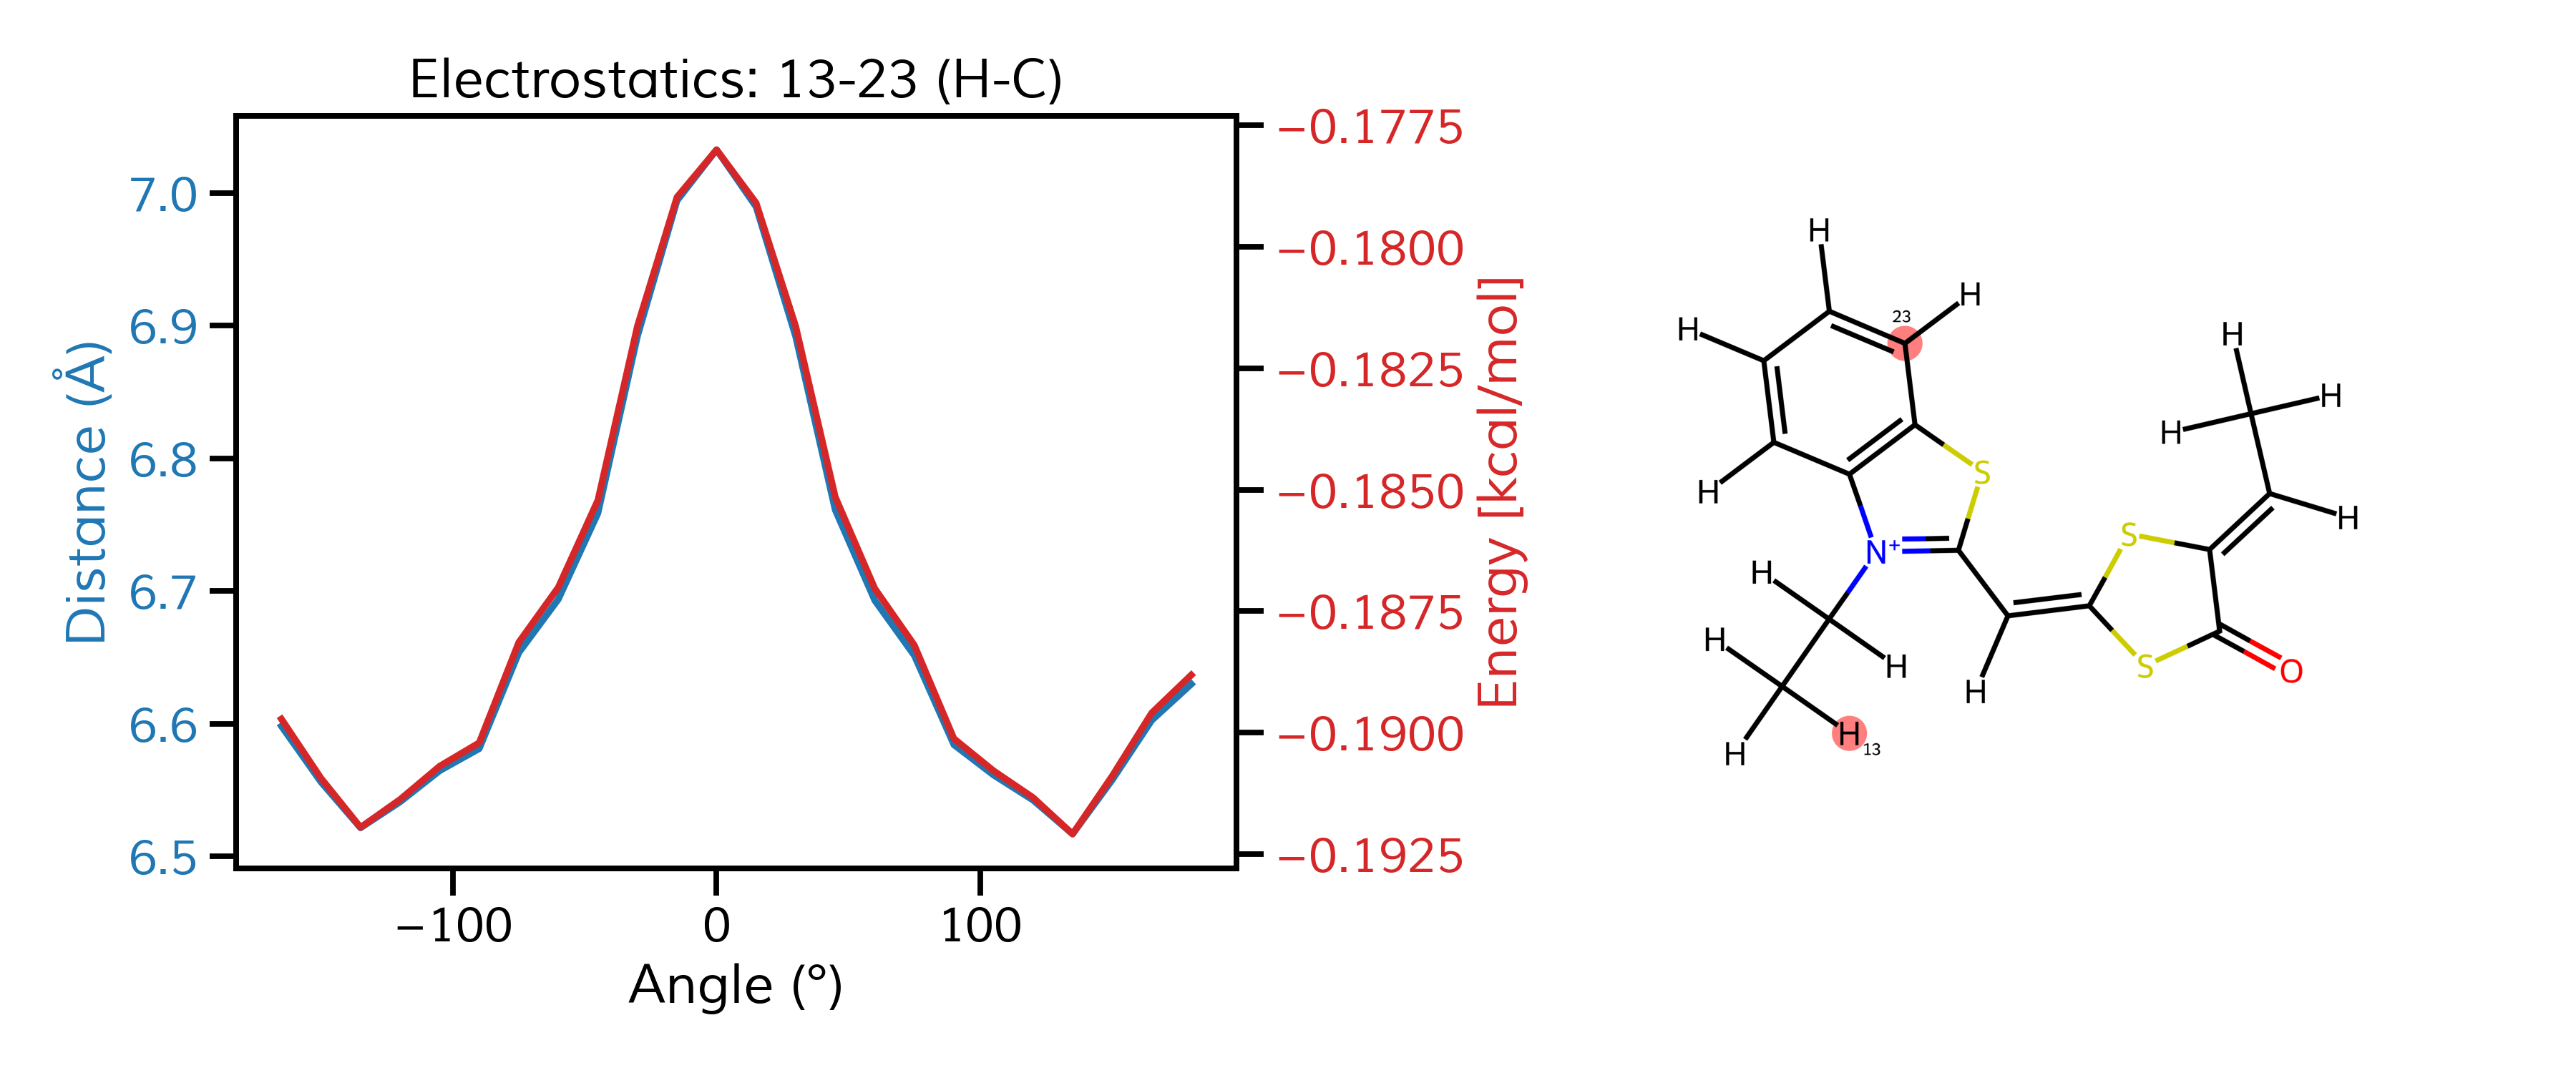 Electrostatics: 13-23 (H-C)
7.0
6.9
6.8
6.7
6.6
6.5
Distance (Å)
−100
0
100
Angle (°)
−0.1775
−0.1800
−0.1825
−0.1850
−0.1875
−0.1900
−0.1925
Energy [kcal/mol]
H
H
23
H
H
H
H
H
S
H
H
S
N+
H
H
H
S
O
H
H
H
13